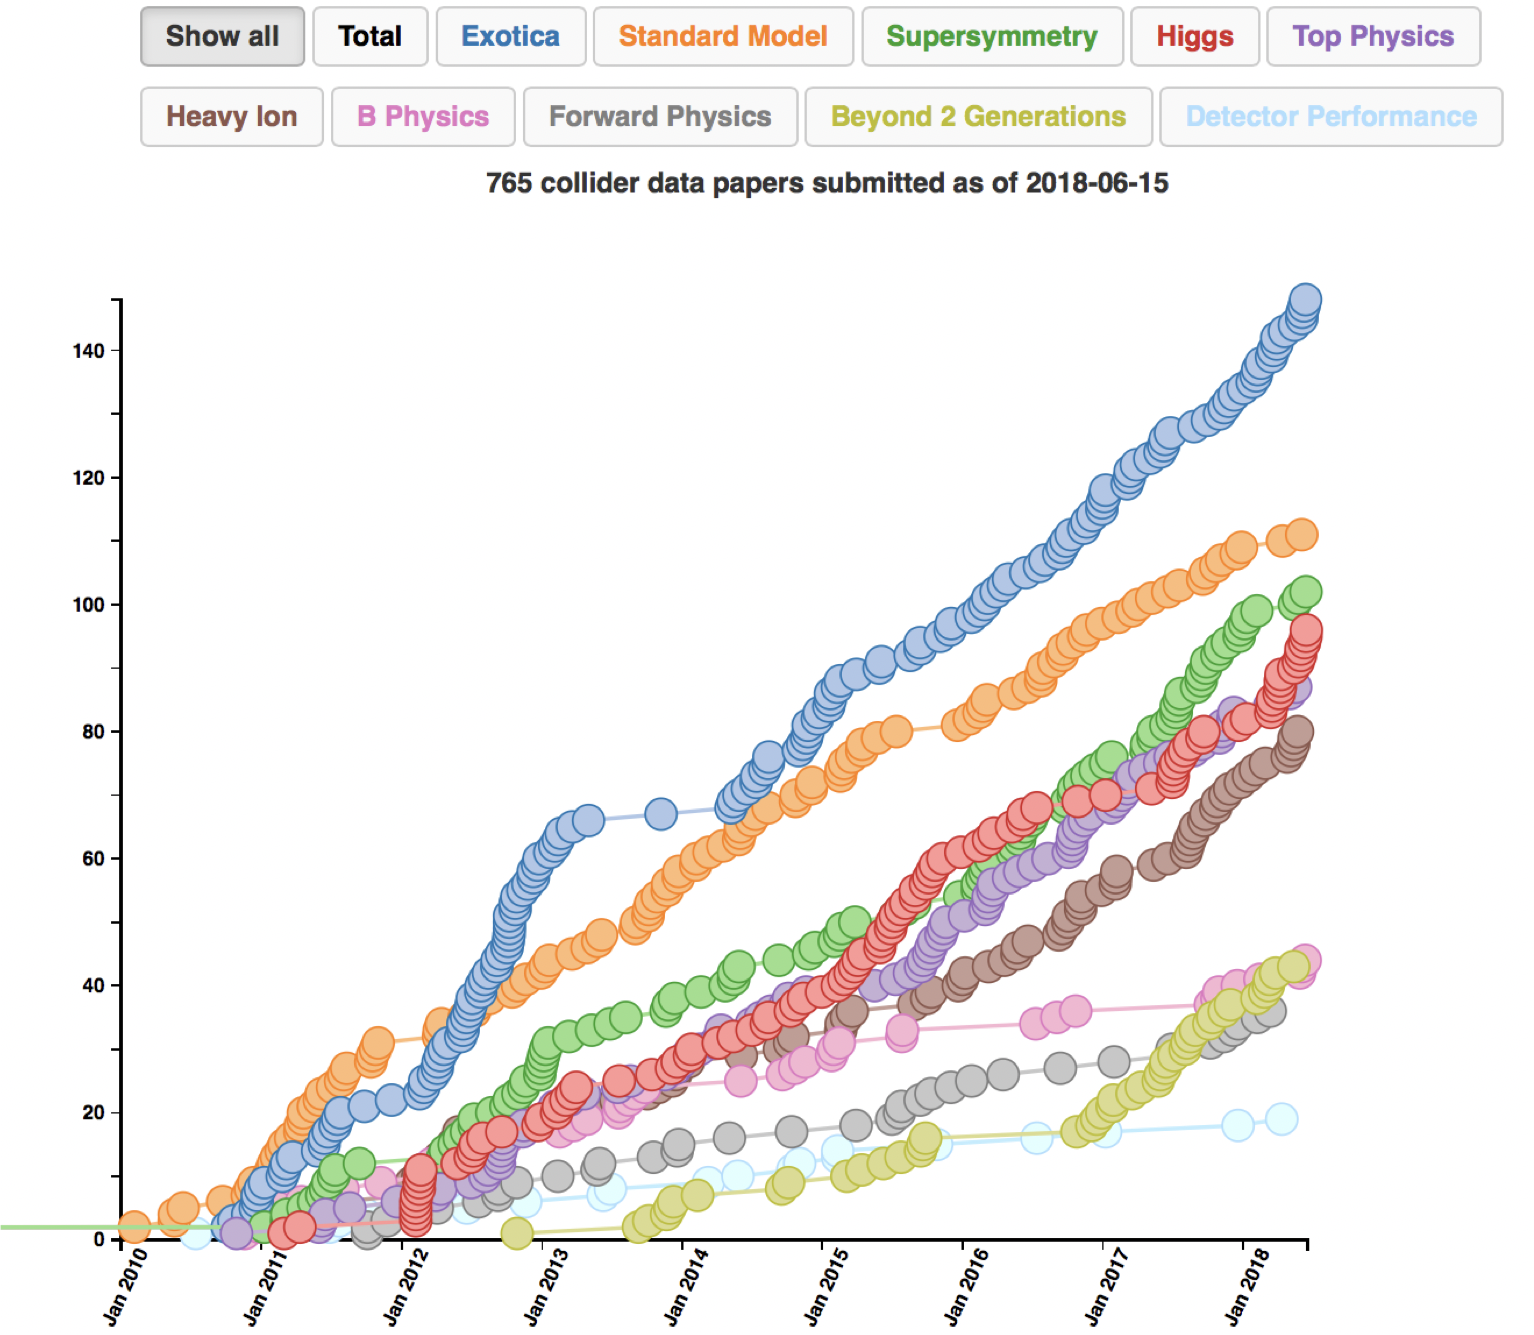 Show all Total Exotica Standard Model Supersymmetry Higgs Top Physics
Heavy Ion B Physics Forward Physics Beyond 2 Generations Detector Performance
765 collider data papers submitted as of 2018-06-15
140
120
100
80
60
40
20
0
Jan 2010 Jan 2011 Jan 2012 Jan 2013 Jan 2014 Jan 2015 Jan 2016 Jan 2017 Jan 2018